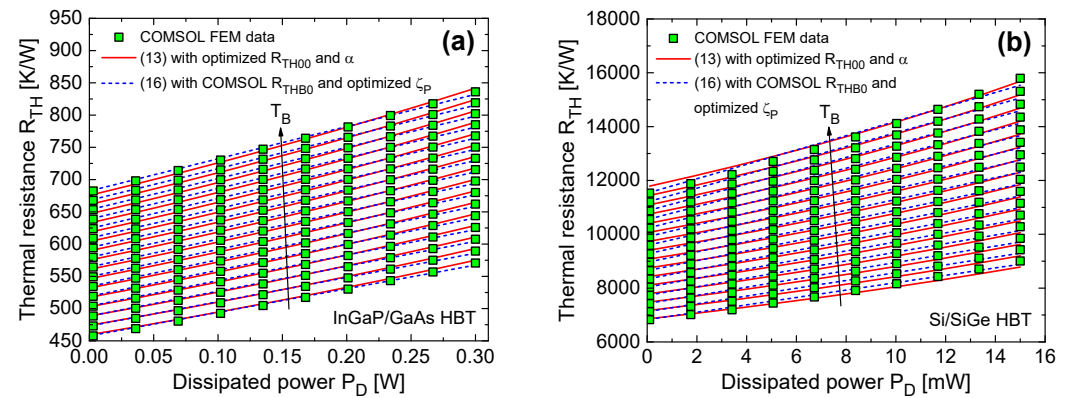 950
900
850
800
750
700
650
600
550
500
450
Thermal resistance R_TH [K/W]
COMSOL FEM data
(13) with optimized R_TH00 and α
(16) with COMSOL R_THB0 and optimized ζ_P
(a)
T_B
InGaP/GaAs HBT
0.00 0.05 0.10 0.15 0.20 0.25 0.30
Dissipated power P_D [W]
18000
16000
14000
12000
10000
8000
6000
Thermal resistance R_TH [K/W]
COMSOL FEM data
(13) with optimized R_TH00 and α
(16) with COMSOL R_THB0 and
optimized ζ_P
(b)
T_B
Si/SiGe HBT
0 2 4 6 8 10 12 14 16
Dissipated power P_D [mW]